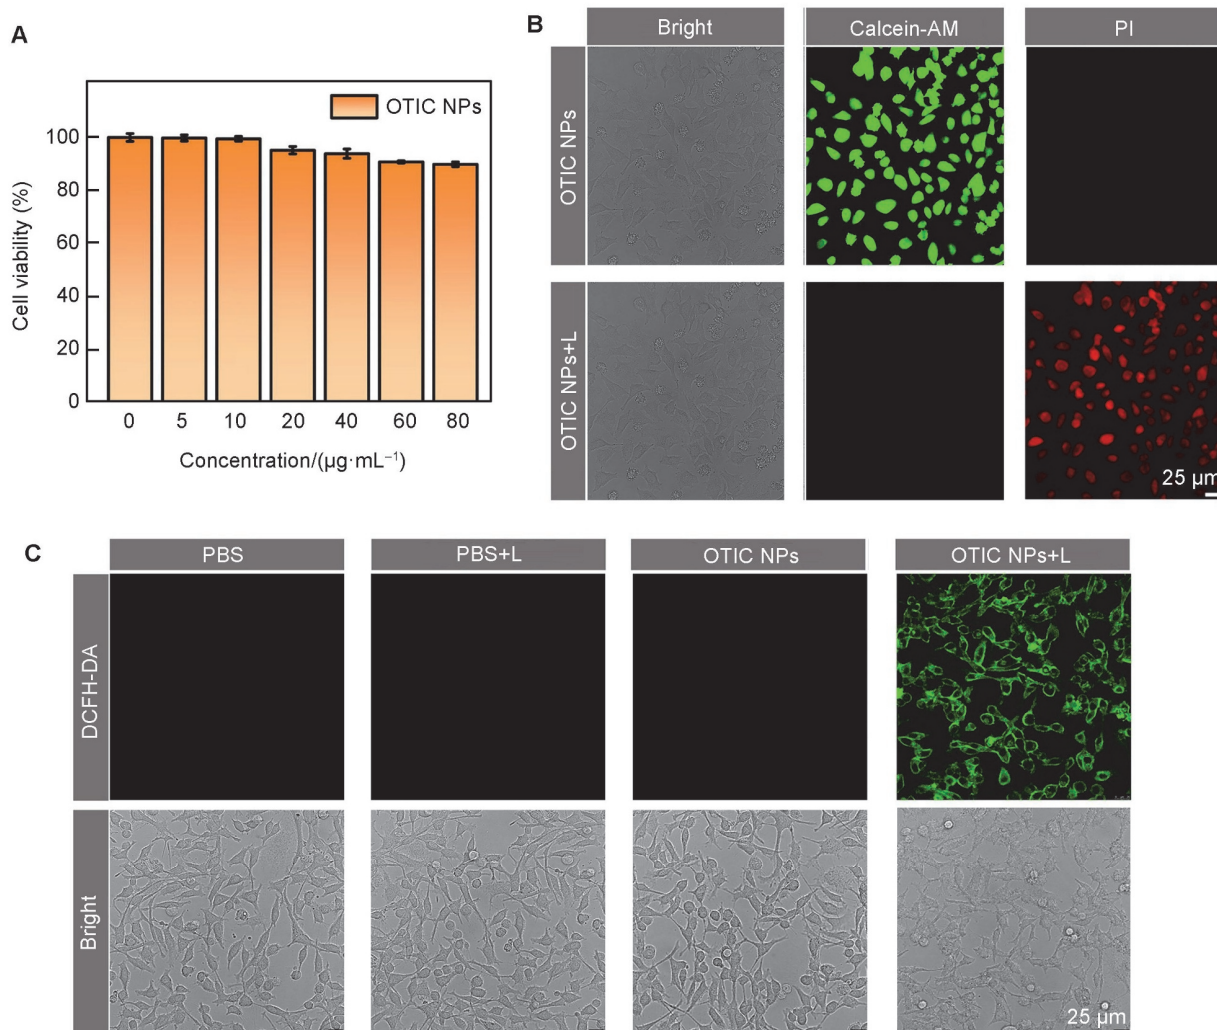 A
OTIC NPs
100
80
60
40
20
0
Cell viability (%)
0 5 10 20 40 60 80
Concentration/(μg·mL⁻¹)
B
Bright Calcein-AM PI
OTIC NPs
OTIC NPs+L
25 μm
C
PBS PBS+L OTIC NPs OTIC NPs+L
DCFH-DA
Bright
25 μm